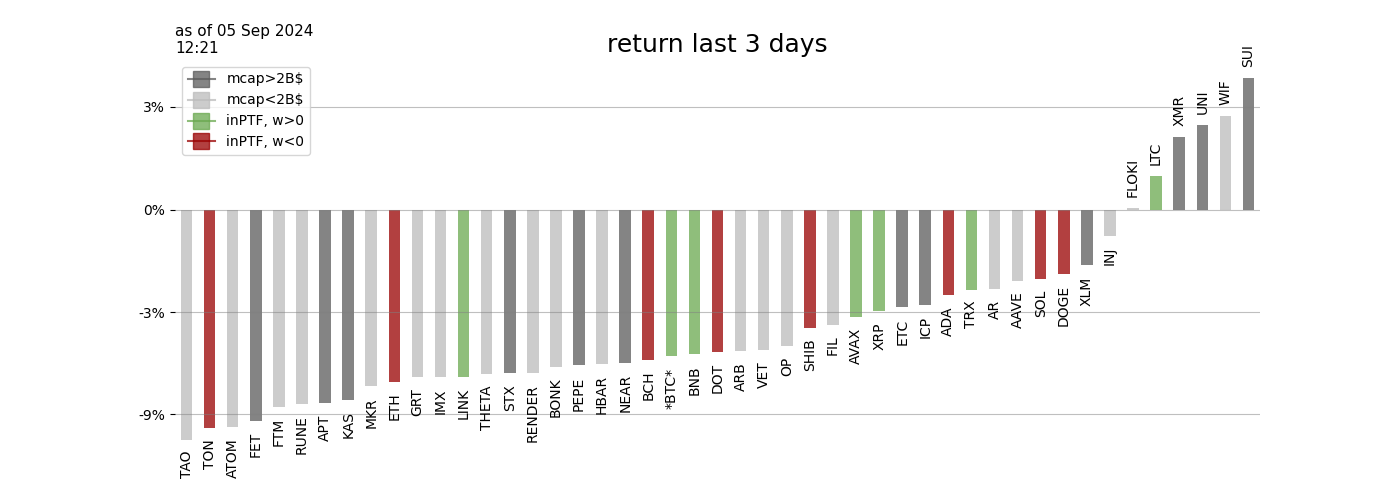 as of 05 Sep 2024
12:21
return last 3 days
mcap>2B$
mcap<2B$
inPTF, w>0
inPTF, w<0
3%
0%
-3%
-9%
TAO
TON
ATOM
FET
FTM
RUNE
APT
KAS
MKR
ETH
GRT
IMX
LINK
THETA
STX
RENDER
BONK
PEPE
HBAR
NEAR
BCH
*BTC*
BNB
DOT
ARB
VET
OP
SHIB
FIL
AVAX
XRP
ETC
ICP
ADA
TRX
AR
AAVE
SOL
DOGE
XLM
INJ
FLOKI
LTC
XMR
UNI
WIF
SUI